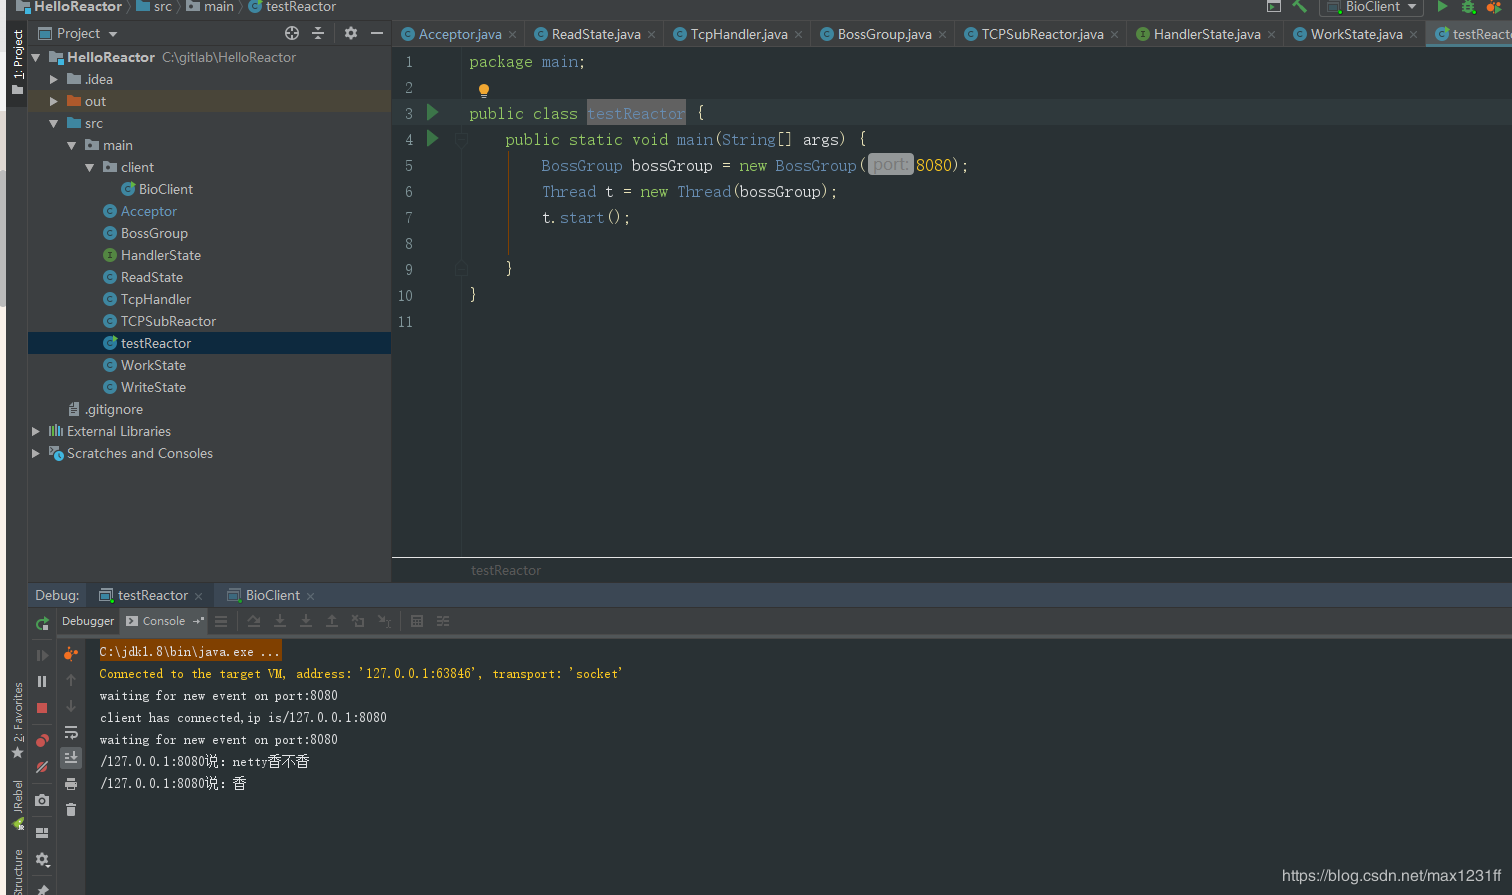 HelloReactor src main testReactor BioClient
Project
Acceptor.java ReadState.java TcpHandler.java BossGroup.java TCPSubReactor.java HandlerState.java WorkState.java
1: Project
HelloReactor C:\gitlab\HelloReactor
.idea
out
src
main
client
BioClient
Acceptor
BossGroup
HandlerState
ReadState
TcpHandler
TCPSubReactor
testReactor
WorkState
WriteState
.gitignore
External Libraries
Scratches and Consoles
1 package main;
2
3 public class testReactor {
4 public static void main(String[] args) {
5 BossGroup bossGroup = new BossGroup( port: 8080);
6 Thread t = new Thread(bossGroup);
7 t.start();
8
9 }
10 }
11
testReactor
Debug: testReactor BioClient
Debugger Console
C:\jdk1.8\bin\java.exe ...
Connected to the target VM, address: '127.0.0.1:63846', transport: 'socket'
waiting for new event on port:8080
client has connected,ip is/127.0.0.1:8080
waiting for new event on port:8080
/127.0.0.1:8080说: netty香不香
/127.0.0.1:8080说: 香
2: Favorites
JRebel
https://blog.csdn.net/max1231ff